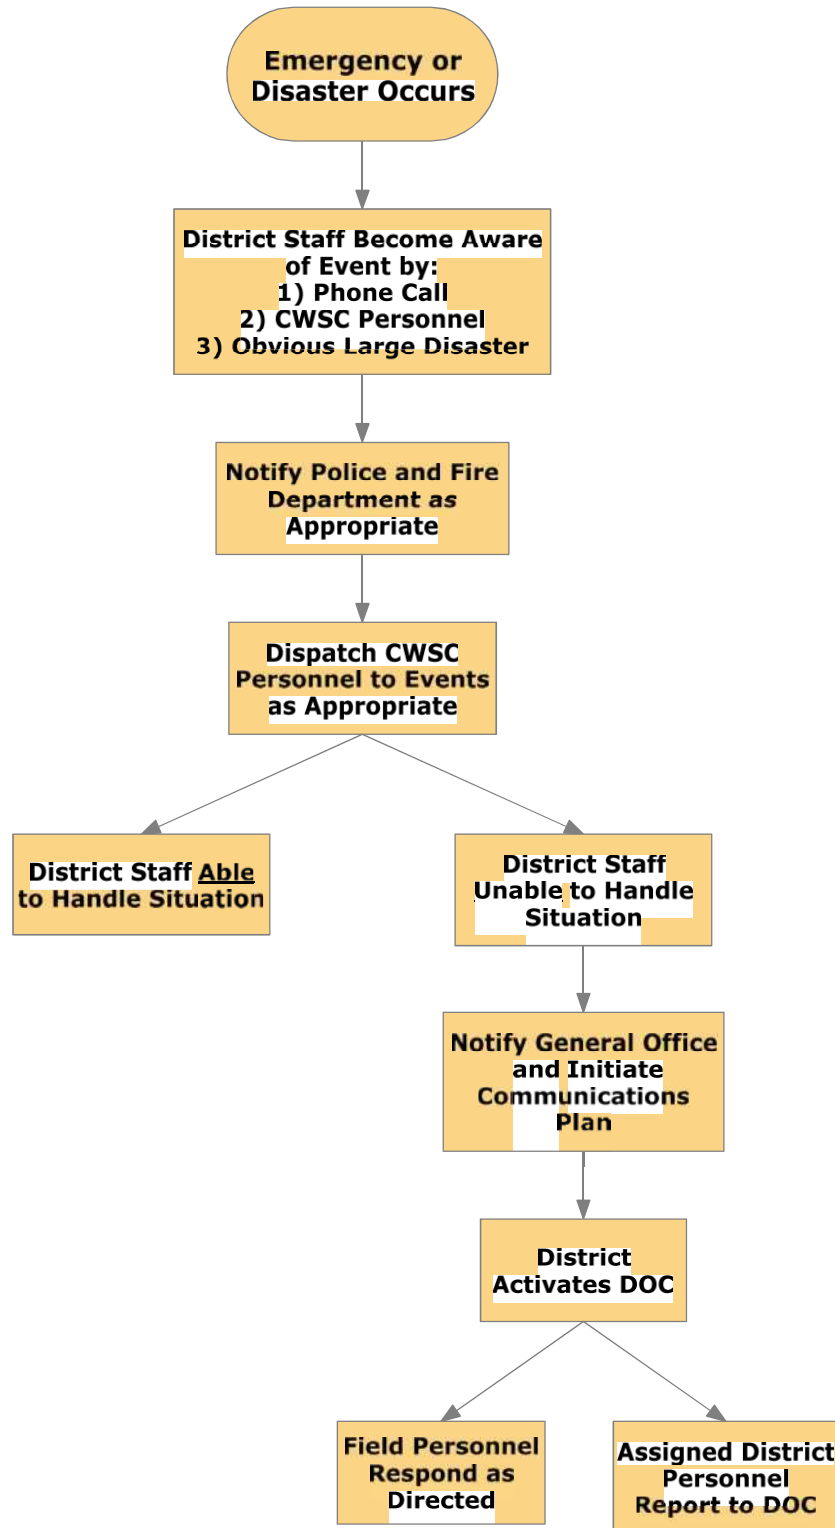 Emergency or
Disaster Occurs
District Staff Become Aware
of Event by:
1) Phone Call
2) CWSC Personnel
3) Obvious Large Disaster
Notify Police and Fire
Department as
Appropriate
Dispatch CWSC
Personnel to Events
as Appropriate
District Staff Able
to Handle Situation
District Staff
Unable to Handle
Situation
Notify General Office
and Initiate
Communications
Plan
District
Activates DOC
Field Personnel
Respond as
Directed
Assigned District
Personnel
Report to DOC